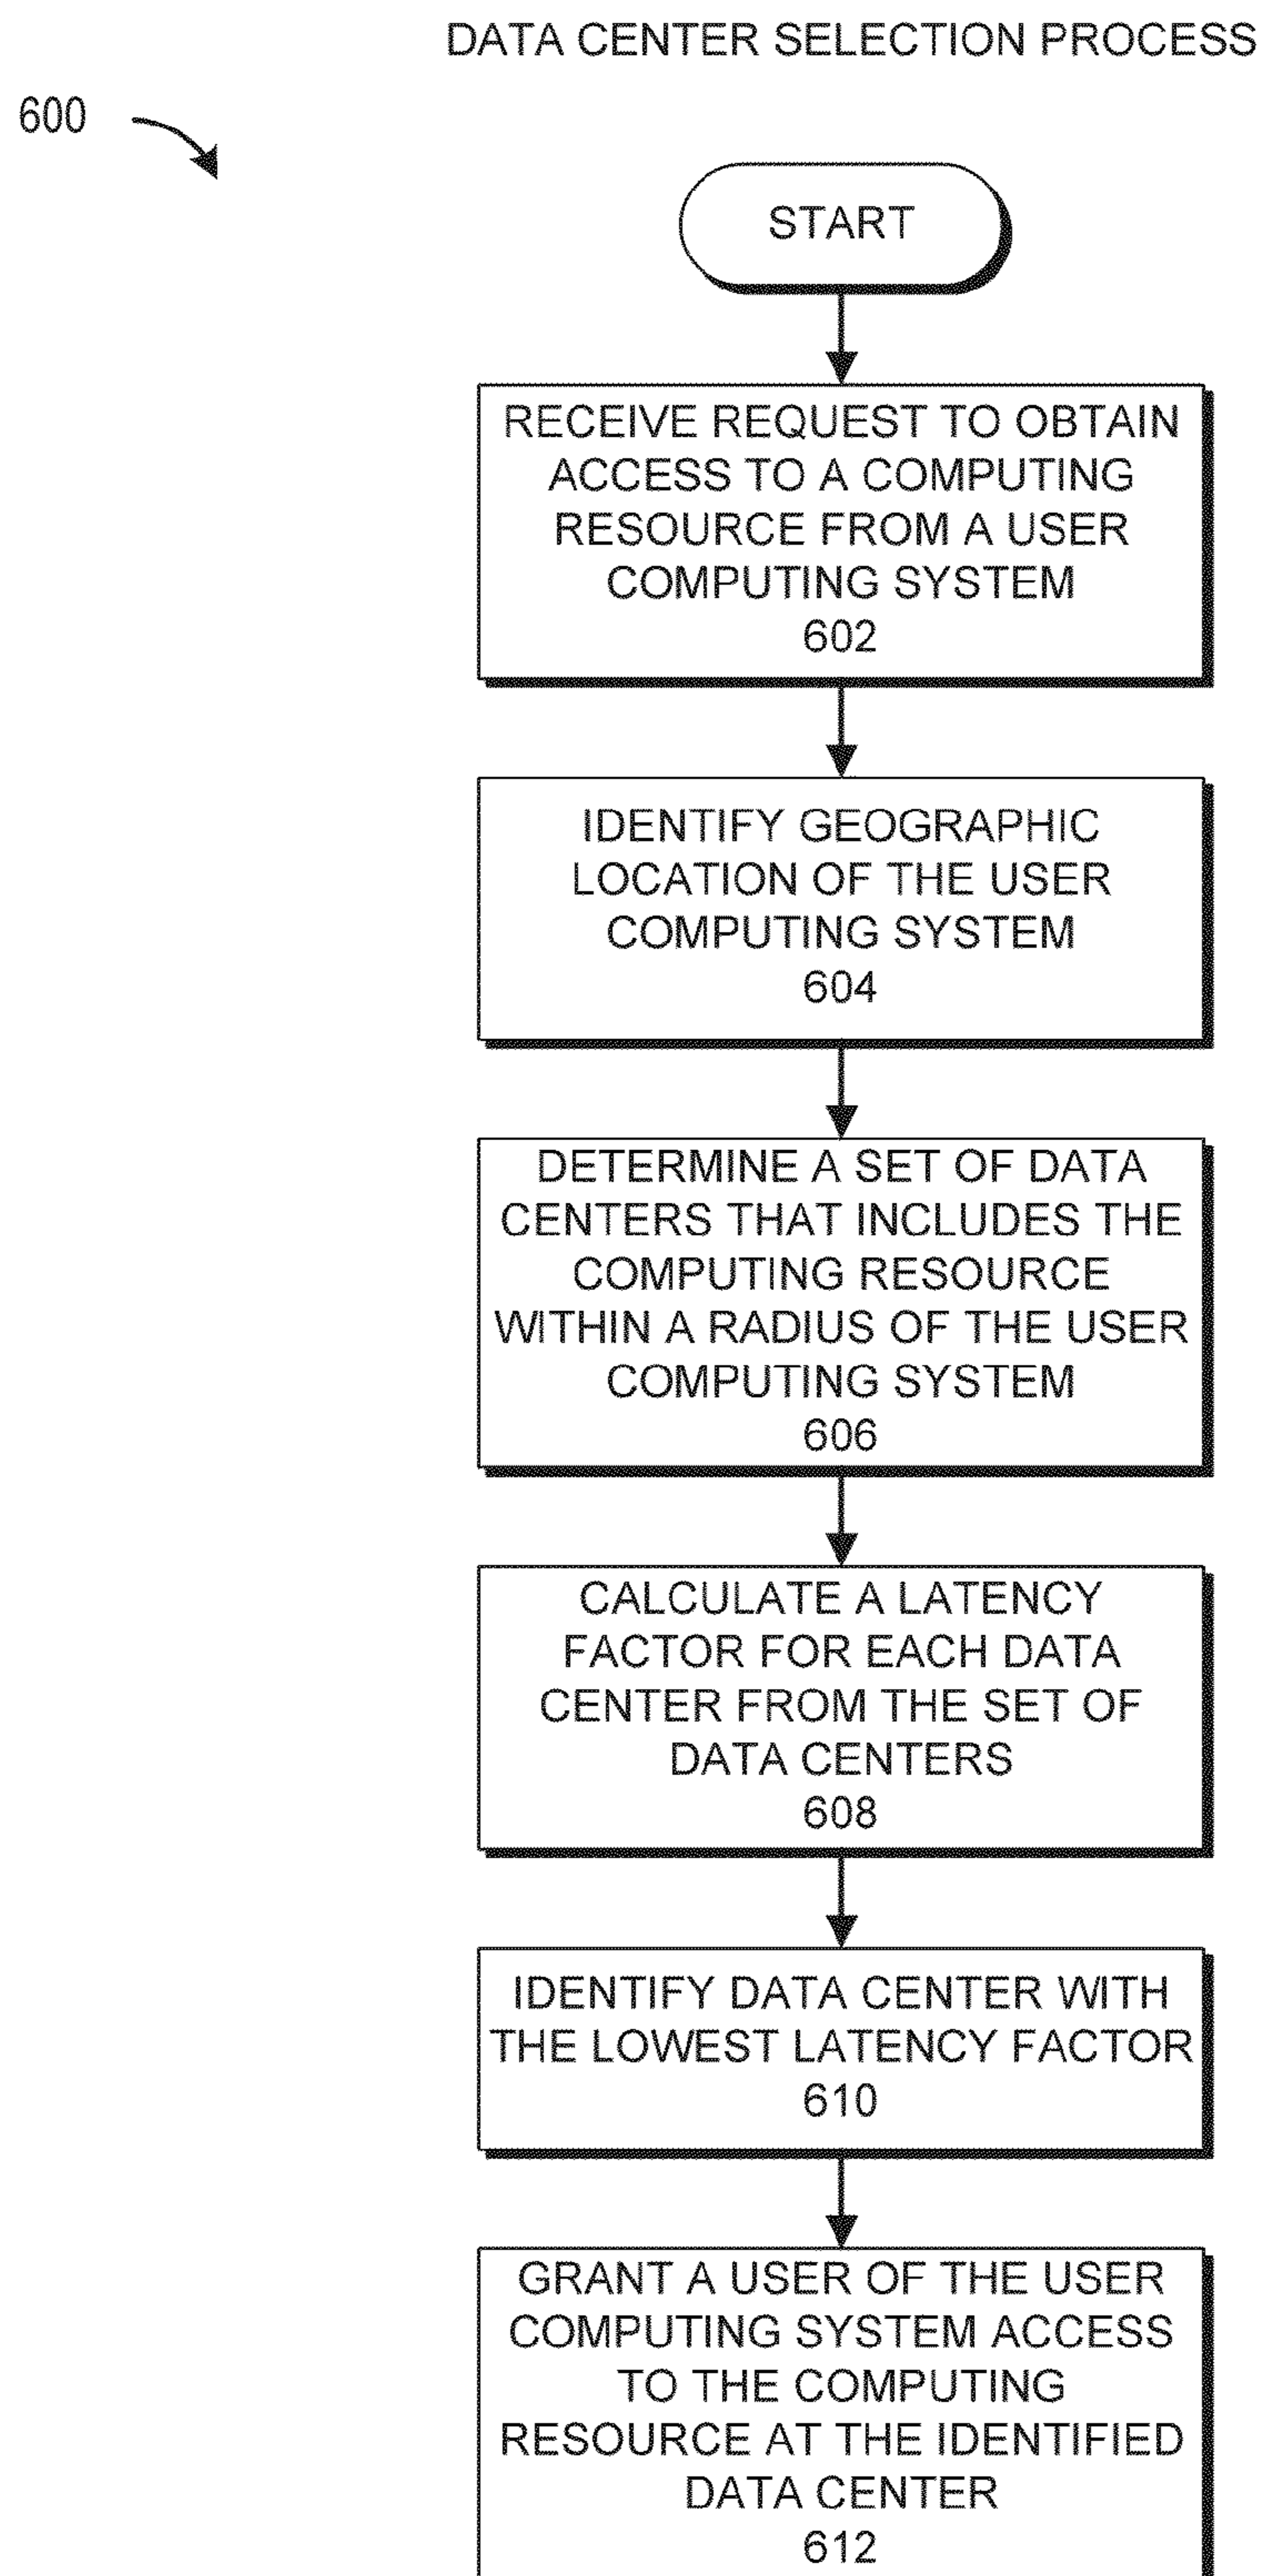 DATA CENTER SELECTION PROCESS
600
START
RECEIVE REQUEST TO OBTAIN
ACCESS TO A COMPUTING
RESOURCE FROM A USER
COMPUTING SYSTEM
602
IDENTIFY GEOGRAPHIC
LOCATION OF THE USER
COMPUTING SYSTEM
604
DETERMINE A SET OF DATA
CENTERS THAT INCLUDES THE
COMPUTING RESOURCE
WITHIN A RADIUS OF THE USER
COMPUTING SYSTEM
606
CALCULATE A LATENCY
FACTOR FOR EACH DATA
CENTER FROM THE SET OF
DATA CENTERS
608
IDENTIFY DATA CENTER WITH
THE LOWEST LATENCY FACTOR
610
GRANT A USER OF THE USER
COMPUTING SYSTEM ACCESS
TO THE COMPUTING
RESOURCE AT THE IDENTIFIED
DATA CENTER
612